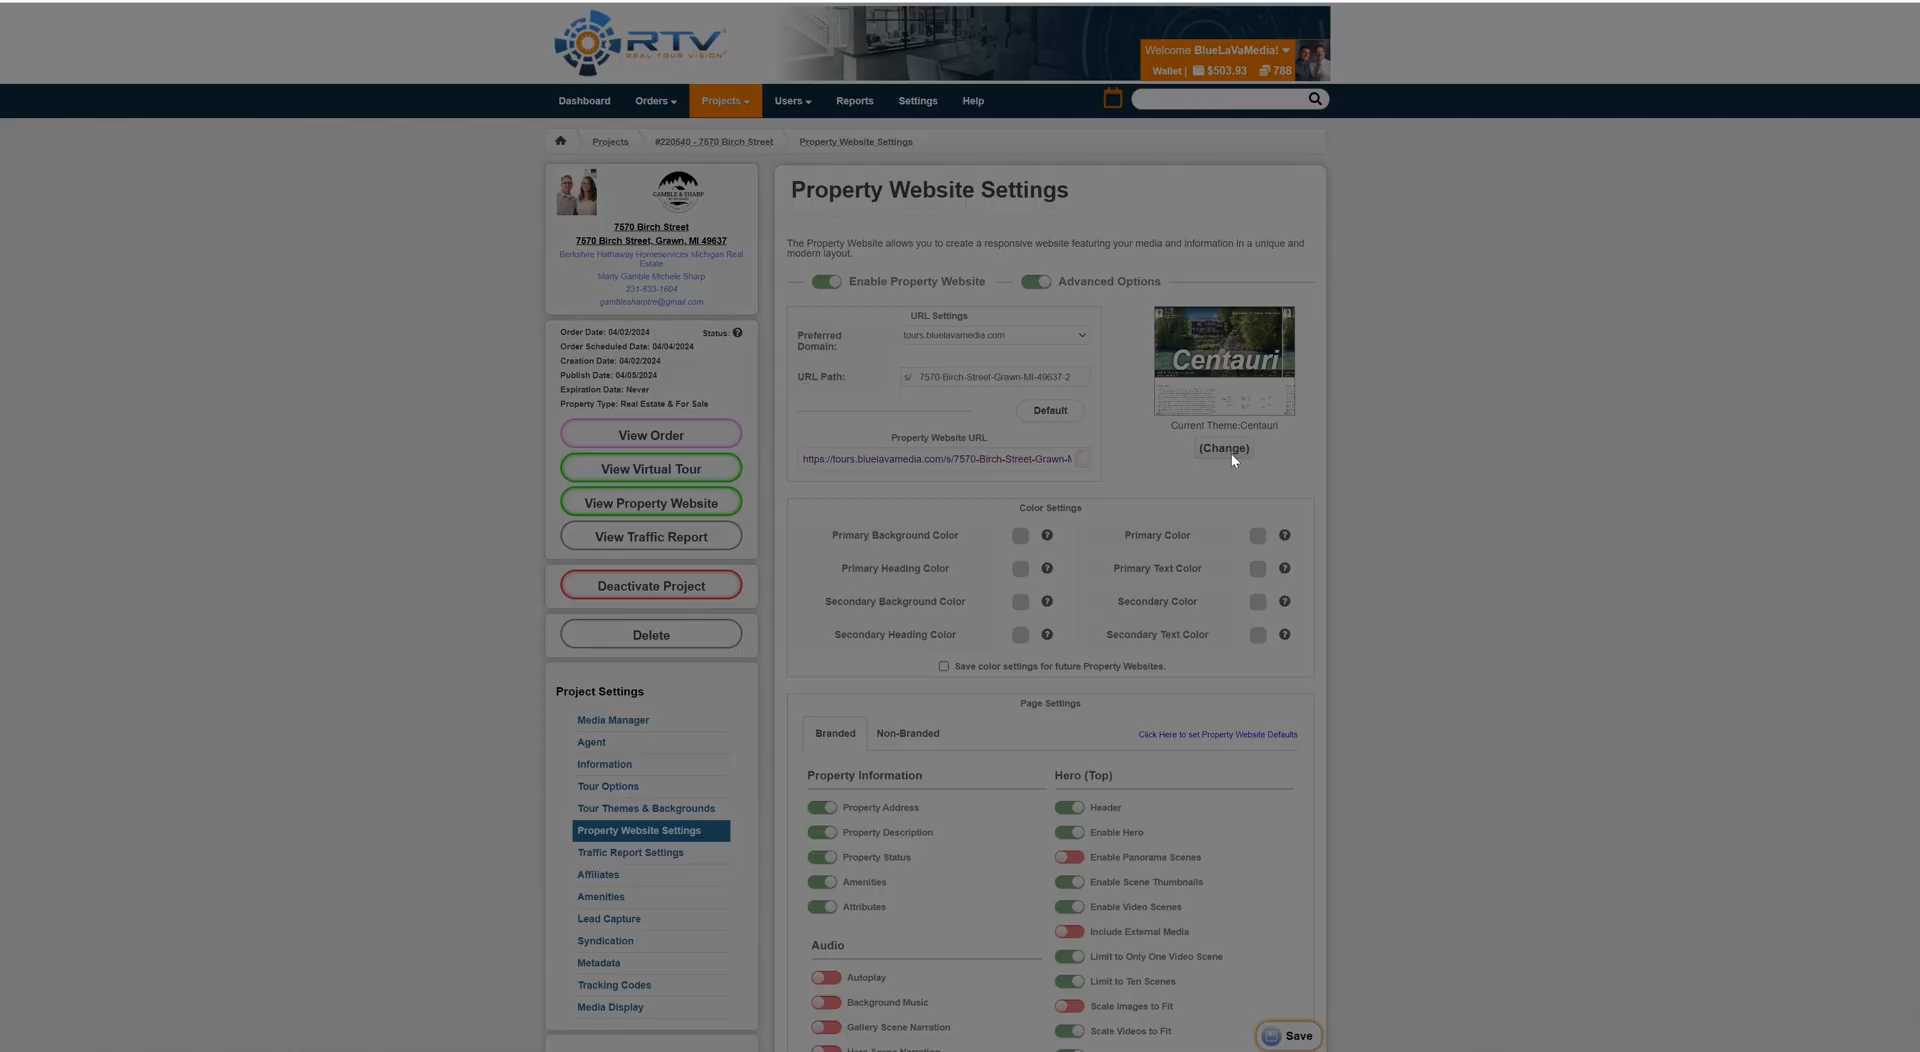 RTV
REAL TOUR VISION
Welcome BlueLaVaMedia!
Wallet | $503.93 788
Dashboard Orders Projects Users Reports Settings Help
Projects #220540 - 7570 Birch Street Property Website Settings
GAMBLE & SHARP
7570 Birch Street
7570 Birch Street, Grawn, MI 49637
Berkshire Hathaway Homeservices Michigan Real
Estate
Marty Gamble Michele Sharp
231-633-1604
gamblesharptre@gmail.com
Order Date: 04/02/2024 Status:
Order Scheduled Date: 04/04/2024
Creation Date: 04/02/2024
Publish Date: 04/05/2024
Expiration Date: Never
Property Type: Real Estate & For Sale
View Order
View Virtual Tour
View Property Website
View Traffic Report
Deactivate Project
Delete
Project Settings
Media Manager
Agent
Information
Tour Options
Tour Themes & Backgrounds
Property Website Settings
Traffic Report Settings
Affiliates
Amenities
Lead Capture
Syndication
Metadata
Tracking Codes
Media Display
Property Website Settings
The Property Website allows you to create a responsive website featuring your media and information in a unique and
modern layout.
Enable Property Website Advanced Options
URL Settings
Preferred
Domain:
tours.bluelavamedia.com
URL Path: s/ 7570-Birch-Street-Grawn-MI-49637-2
Default
Property Website URL
https://tours.bluelavamedia.com/s/7570-Birch-Street-Grawn-M
Centauri
Current Theme:Centauri
(Change)
Color Settings
Primary Background Color Primary Color
Primary Heading Color Primary Text Color
Secondary Background Color Secondary Color
Secondary Heading Color Secondary Text Color
Save color settings for future Property Websites.
Page Settings
Branded Non-Branded Click Here to set Property Website Defaults
Property Information
Property Address
Property Description
Property Status
Amenities
Attributes
Audio
Autoplay
Background Music
Gallery Scene Narration
Hero Scene Narration
Hero (Top)
Header
Enable Hero
Enable Panorama Scenes
Enable Scene Thumbnails
Enable Video Scenes
Include External Media
Limit to Only One Video Scene
Limit to Ten Scenes
Scale Images to Fit
Scale Videos to Fit
Save